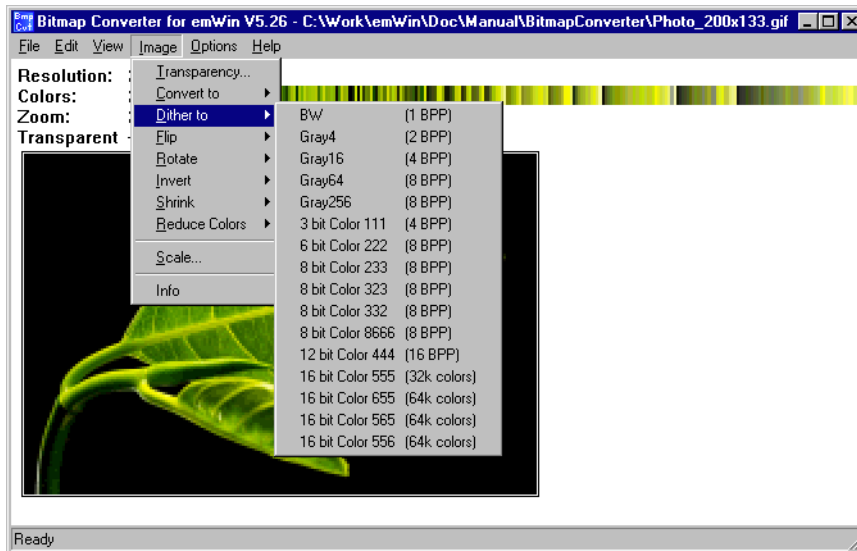 Bitmap Converter for emWin V5.26 - C:\Work\emWin\Doc\Manual\BitmapConverter\Photo_200x133.gif
File Edit View Image Options Help
Resolution:
Colors:
Zoom:
Transparent
Transparency...
Convert to
Dither to
Flip
Rotate
Invert
Shrink
Reduce Colors
Scale...
Info
BW (1 BPP)
Gray4 (2 BPP)
Gray16 (4 BPP)
Gray64 (8 BPP)
Gray256 (8 BPP)
3 bit Color 111 (4 BPP)
6 bit Color 222 (8 BPP)
8 bit Color 233 (8 BPP)
8 bit Color 323 (8 BPP)
8 bit Color 332 (8 BPP)
8 bit Color 8666 (8 BPP)
12 bit Color 444 (16 BPP)
16 bit Color 555 (32k colors)
16 bit Color 655 (64k colors)
16 bit Color 565 (64k colors)
16 bit Color 556 (64k colors)
Ready